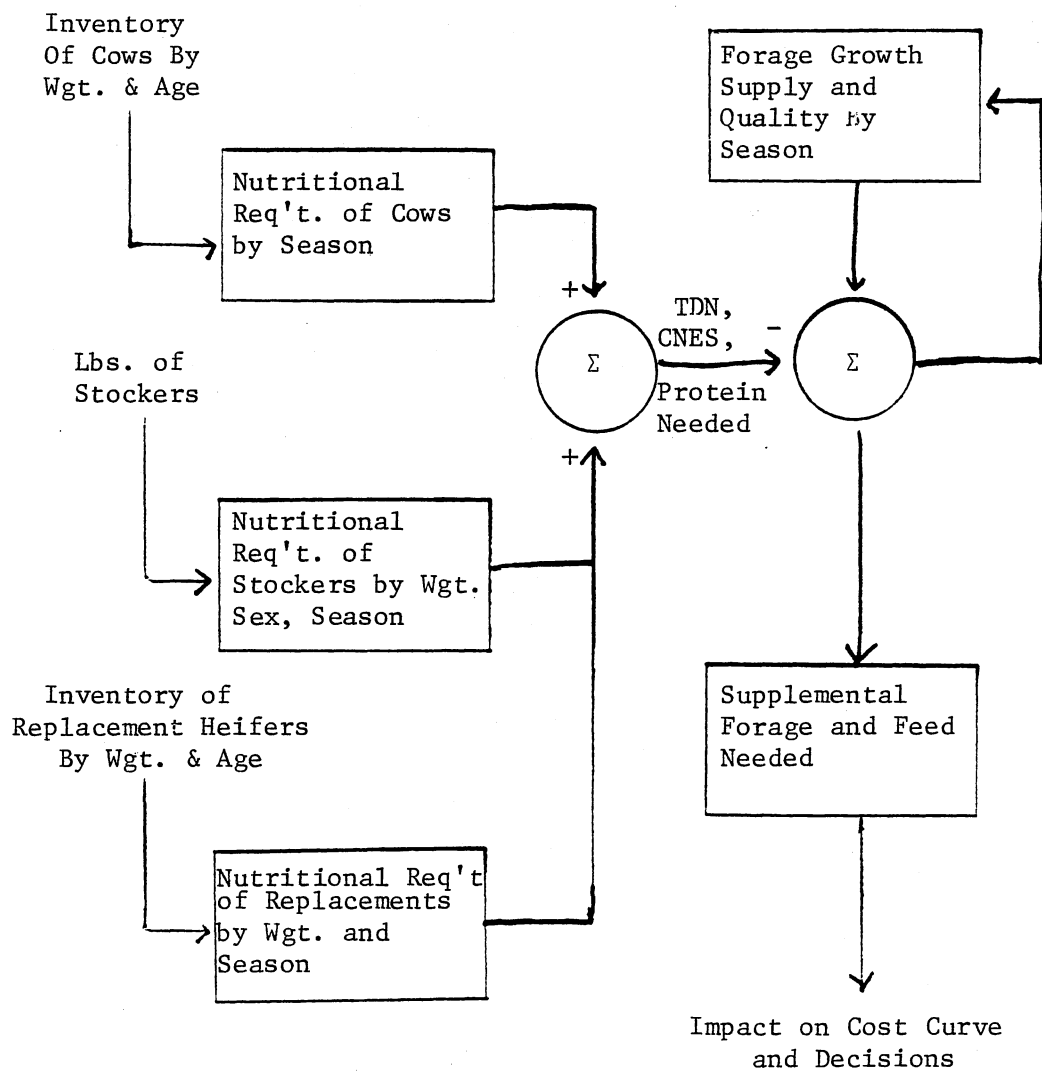 Inventory
Of Cows By
Wgt. & Age
Nutritional
Req't. of Cows
by Season
Forage Growth
Supply and
Quality By
Season
+
Σ
TDN,
CNES,
Protein
Needed
-
Σ
Lbs. of
Stockers
+
Nutritional
Req't. of
Stockers by Wgt.
Sex, Season
Inventory of
Replacement Heifers
By Wgt. & Age
Supplemental
Forage and Feed
Needed
Nutritional Req't
of Replacements
by Wgt. and
Season
Impact on Cost Curve
and Decisions